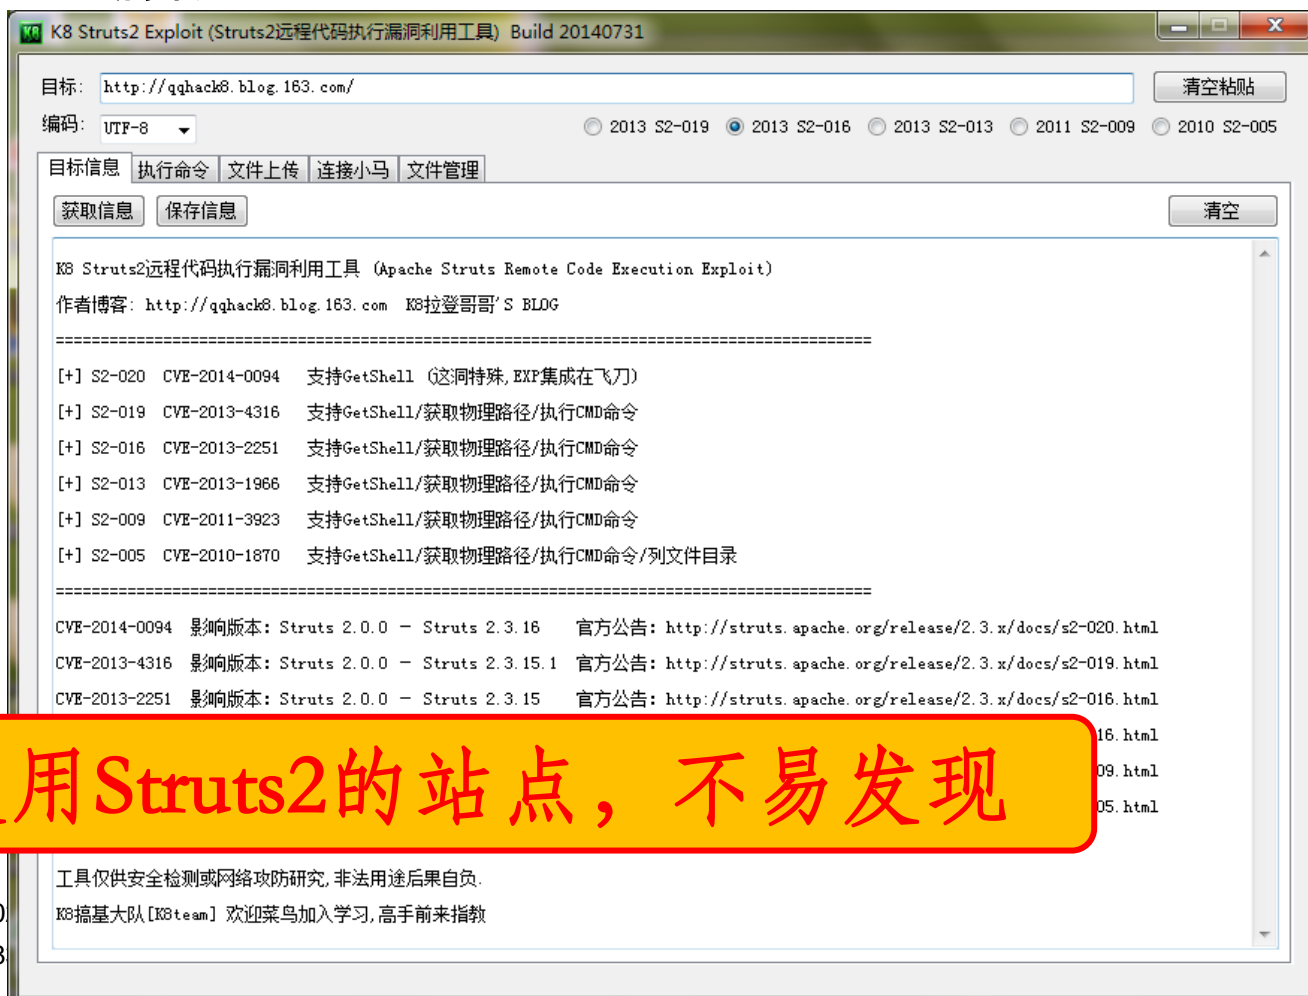 K8 Struts2 Exploit (Struts2远程代码执行漏洞利用工具) Build 20140731
目标: http://qqhack8.blog.163.com/ 清空粘贴
编码: UTF-8 2013 S2-019 2013 S2-016 2013 S2-013 2011 S2-009 2010 S2-005
目标信息 执行命令 文件上传 连接小马 文件管理
获取信息 保存信息 清空
K8 Struts2远程代码执行漏洞利用工具 (Apache Struts Remote Code Execution Exploit)
作者博客: http://qqhack8.blog.163.com K8拉登哥哥'S BLOG
===========================================================================================
[+] S2-020 CVE-2014-0094 支持GetShell (这洞特殊,EXP集成在飞刀)
[+] S2-019 CVE-2013-4316 支持GetShell/获取物理路径/执行CMD命令
[+] S2-016 CVE-2013-2251 支持GetShell/获取物理路径/执行CMD命令
[+] S2-013 CVE-2013-1966 支持GetShell/获取物理路径/执行CMD命令
[+] S2-009 CVE-2011-3923 支持GetShell/获取物理路径/执行CMD命令
[+] S2-005 CVE-2010-1870 支持GetShell/获取物理路径/执行CMD命令/列文件目录
===========================================================================================
CVE-2014-0094 影响版本: Struts 2.0.0 - Struts 2.3.16 官方公告: http://struts.apache.org/release/2.3.x/docs/s2-020.html
CVE-2013-4316 影响版本: Struts 2.0.0 - Struts 2.3.15.1 官方公告: http://struts.apache.org/release/2.3.x/docs/s2-019.html
CVE-2013-2251 影响版本: Struts 2.0.0 - Struts 2.3.15 官方公告: http://struts.apache.org/release/2.3.x/docs/s2-016.html
16.html
09.html
05.html
用Struts2的站点，不易发现
工具仅供安全检测或网络攻防研究,非法用途后果自负.
K8搞基大队[K8team] 欢迎菜鸟加入学习,高手前来指教